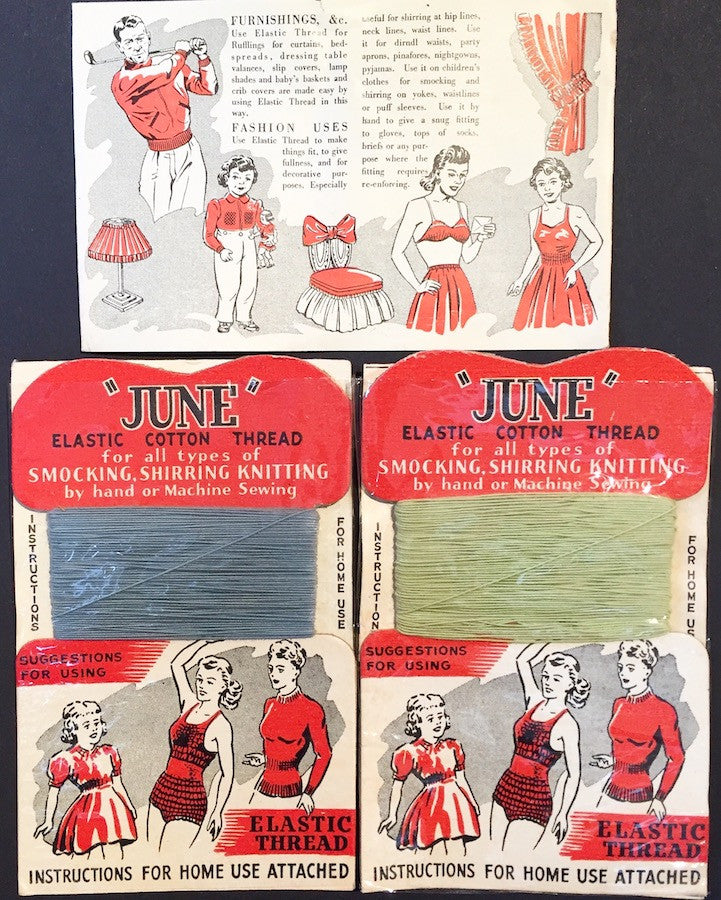 FURNISHINGS, &c.
Use Elastic Thread for
Rufflings for curtains, bed-
spreads, dressing table
valances, slip covers, lamp
shades and baby's baskets and
crib covers are made easy by
using Elastic Thread in this
way.
FASHION USES
Use Elastic Thread to make
things fit, to give
fullness, and for
decorative pur-
poses. Especially
useful for shirring at hip lines,
neck lines, waist lines. Use
it for dirndl waists, party
aprons, pinafores, nightgowns,
pyjamas. Use it on children's
clothes for smocking and
shirring on yokes, waistlines
or puff sleeves. Use it by
hand to give a snug fitting
to gloves, tops of socks,
briefs or any pur-
pose where the
fitting requires
re-enforcing.
"JUNE"
ELASTIC COTTON THREAD
for all types of
SMOCKING, SHIRRING KNITTING
by hand or Machine Sewing
INSTRUCTIONS
FOR HOME USE
SUGGESTIONS
FOR USING
ELASTIC
THREAD
INSTRUCTIONS FOR HOME USE ATTACHED
"JUNE"
ELASTIC COTTON THREAD
for all types of
SMOCKING, SHIRRING KNITTING
by hand or Machine Sewing
INSTRUCTION
FOR HOME US
SUGGESTIONS
FOR USING
ELASTIC
THREAD
INSTRUCTIONS FOR HOME USE ATTACHED